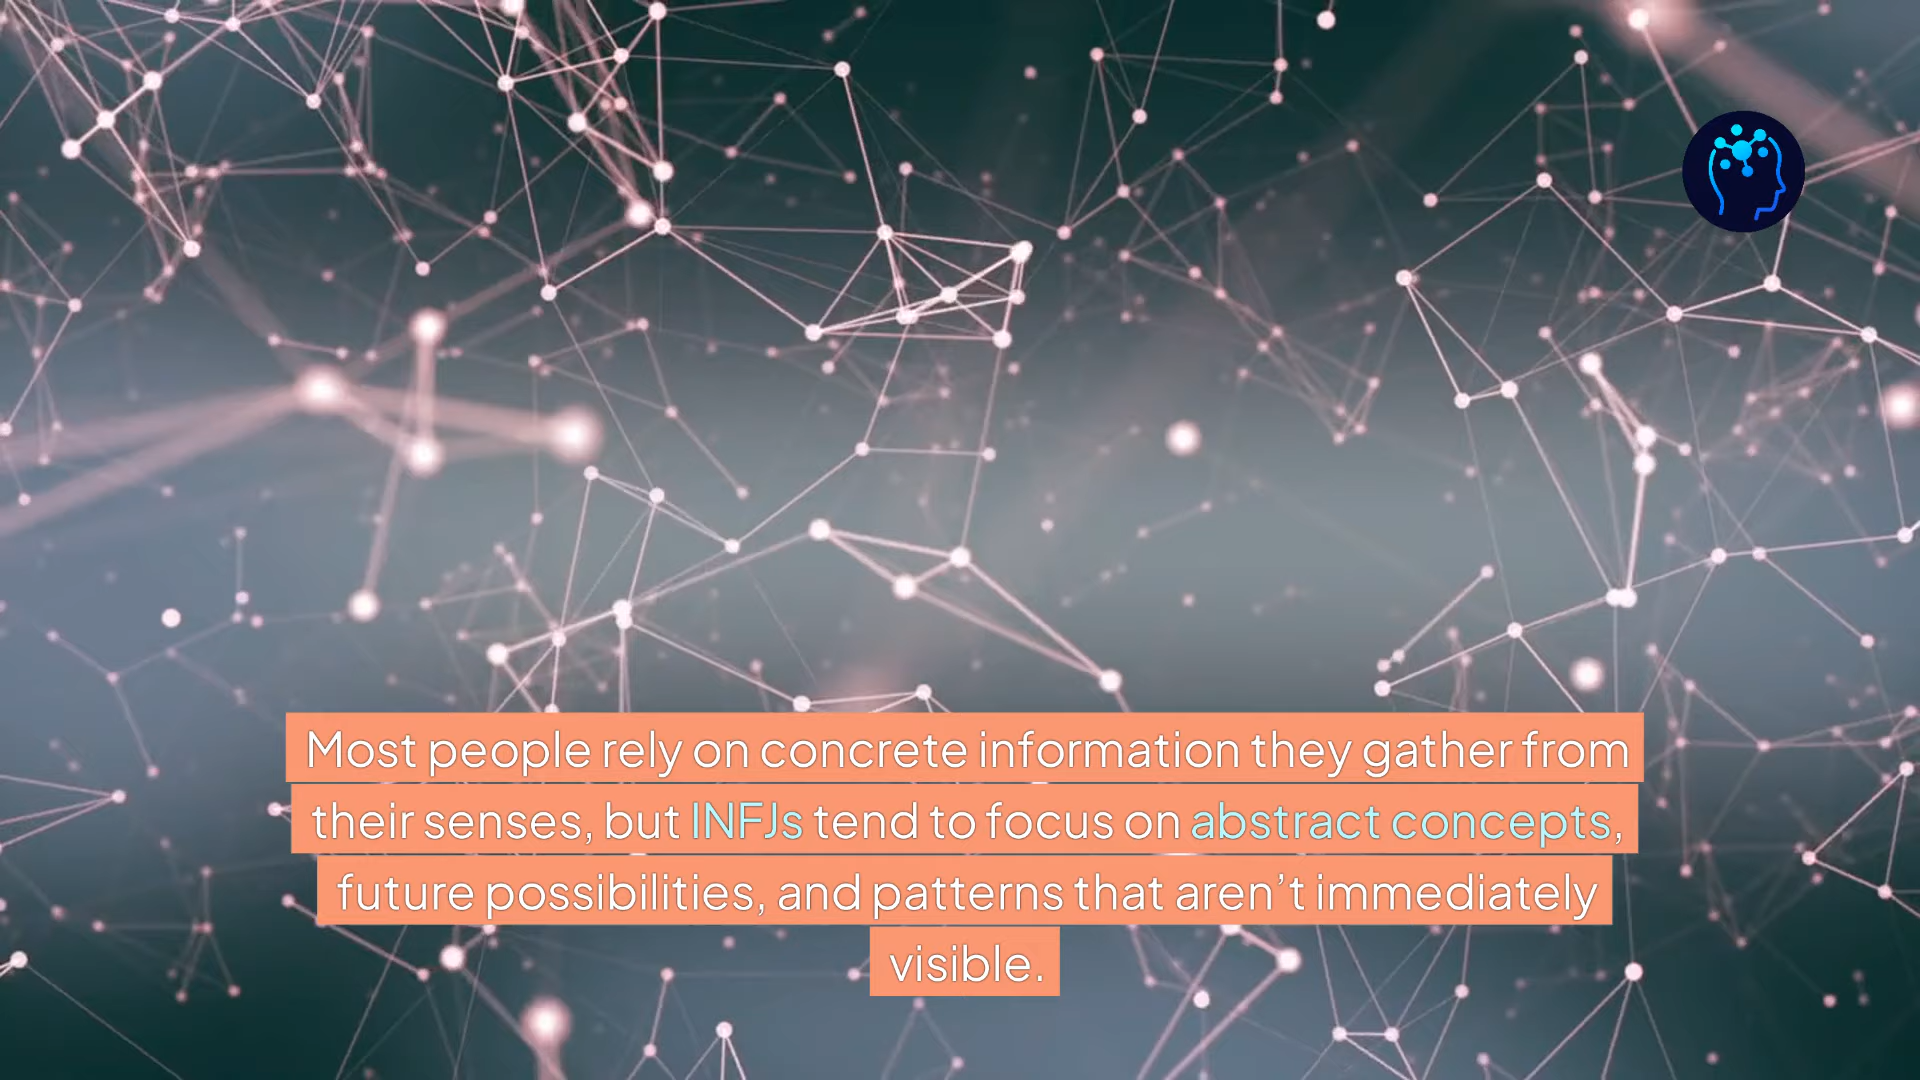 Most people rely on concrete information they gather from
their senses, but INFJs tend to focus on abstract concepts,
future possibilities, and patterns that aren’t immediately
visible.